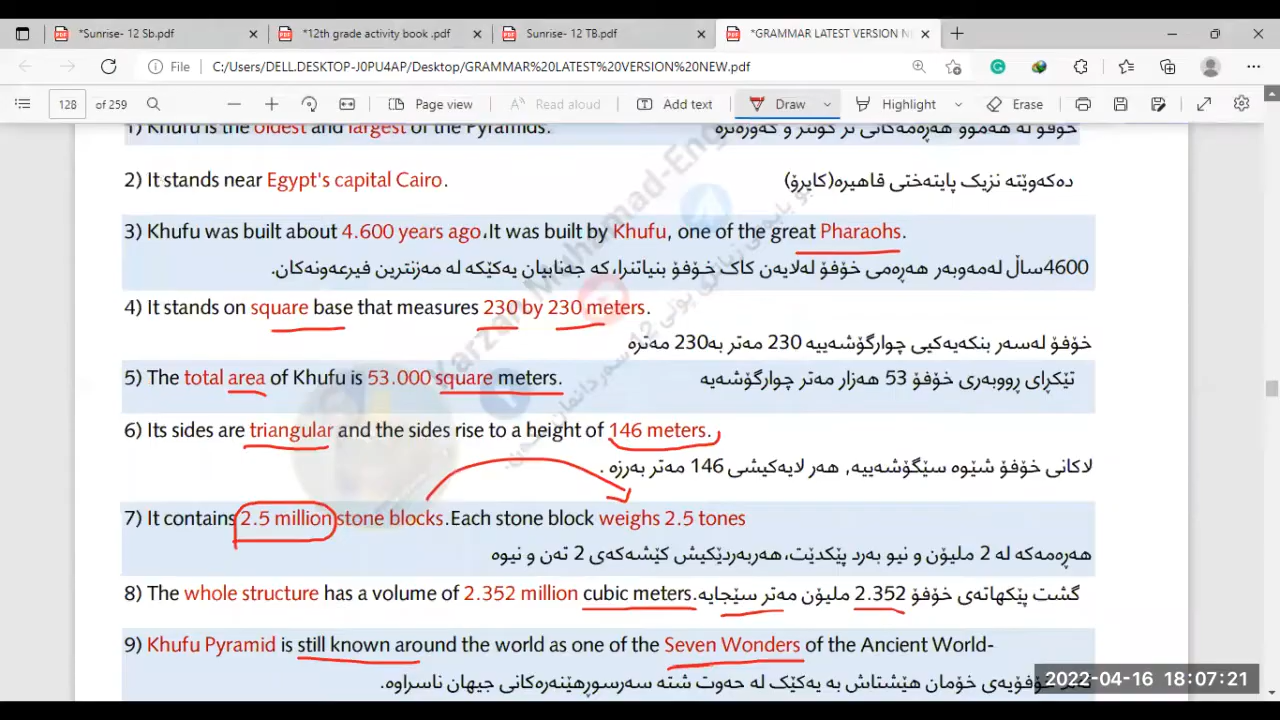 *Sunrise- 12 Sb.pdf
*12th grade activity book .pdf
Sunrise- 12 TB.pdf
*GRAMMAR LATEST VERSION N
File C:/Users/DELL.DESKTOP-J0PU4AP/Desktop/GRAMMAR%20LATEST%20VERSION%20NEW.pdf
128 of 259 Page view Read aloud Add text Draw Highlight Erase
1) Khufu is the oldest and largest of the Pyramids.
خۆفۆ لە هەموو هەڕەمەکانی تر کۆنتر و گەورەترە
2) It stands near Egypt's capital Cairo.
دەکەوێتە نزیک پایتەختی قاهیرە(کایرۆ)
3) Khufu was built about 4.600 years ago،It was built by Khufu, one of the great Pharaohs.
4600ساڵ لەمەوبەر هەڕەمی خۆفۆ لەلایەن کاک خۆفۆ بنیاتنرا،کە جەنابیان یەکێکە لە مەزنترین فیرعەونەکان.
4) It stands on square base that measures 230 by 230 meters.
خۆفۆ لەسەر بنکەیەکیی چوارگۆشەییە 230 مەتر بە230 مەترە
5) The total area of Khufu is 53.000 square meters.
تێکڕای ڕووبەری خۆفۆ 53 هەزار مەتر چوارگۆشەیە
6) Its sides are triangular and the sides rise to a height of 146 meters.
لاکانی خۆفۆ شێوە سێگۆشەییە, هەر لایەکیشی 146 مەتر بەرزە .
7) It contains 2.5 million stone blocks.Each stone block weighs 2.5 tones
هەڕەمەکە لە 2 ملیۆن و نیو بەرد پێکدێت،هەربەردێکیش کێشەکەی 2 تەن و نیوە
8) The whole structure has a volume of 2.352 million cubic meters.گشت پێکهاتەی خۆفۆ 2.352 ملیۆن مەتر سێجایە
9) Khufu Pyramid is still known around the world as one of the Seven Wonders of the Ancient World-
خۆفۆیەی خۆمان هێشتاش بە یەکێک لە حەوت شتە سەرسوڕهێنەرەکانی جیهان ناسراوە.
2022-04-16 18:07:21